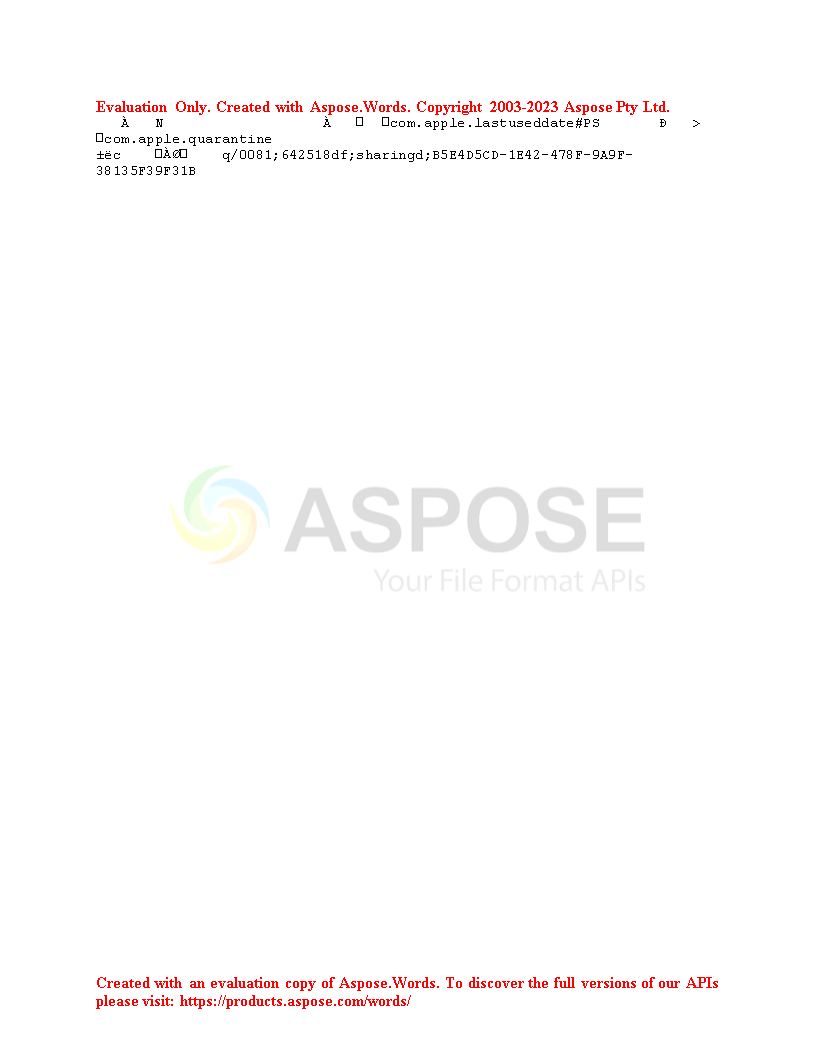 Evaluation Only. Created with Aspose.Words. Copyright 2003-2023 Aspose Pty Ltd.
À N À □ □com.apple.lastuseddate#PS Ð >
□com.apple.quarantine
±ëc □ÀØ□ q/0081;642518df;sharingd;B5E4D5CD-1E42-478F-9A9F-
38135F39F31B
ASPOSE
Your File Format APIs
Created with an evaluation copy of Aspose.Words. To discover the full versions of our APIs
please visit: https://products.aspose.com/words/